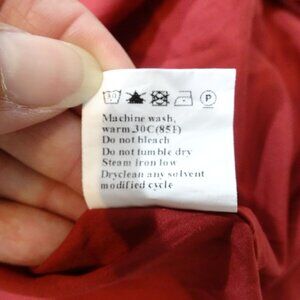 30 P
Machine wash,
warm 30C(85F)
Do not bleach
Do not tumble dry
Steam Iron low
Dryclean any solvent
modified cycle